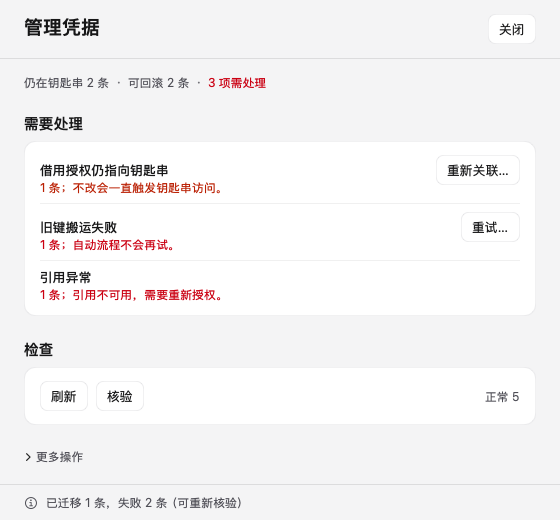 管理凭据
关闭
仍在钥匙串 2 条 · 可回滚 2 条 · 3 项需处理
需要处理
借用授权仍指向钥匙串
重新关联...
1 条；不改会一直触发钥匙串访问。
旧键搬运失败
重试...
1 条；自动流程不会再试。
引用异常
1 条；引用不可用，需要重新授权。
检查
刷新 核验 正常 5
更多操作
已迁移 1 条，失败 2 条（可重新核验）